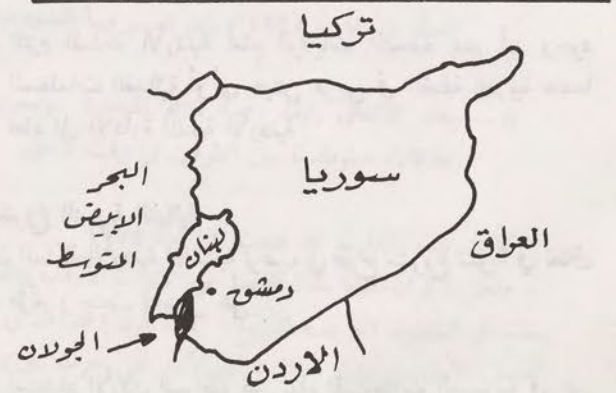 تركيا
سوريا
البحر
الابيض
المتوسط
لبنان
العراق
دمشق
الجولان
الاردن